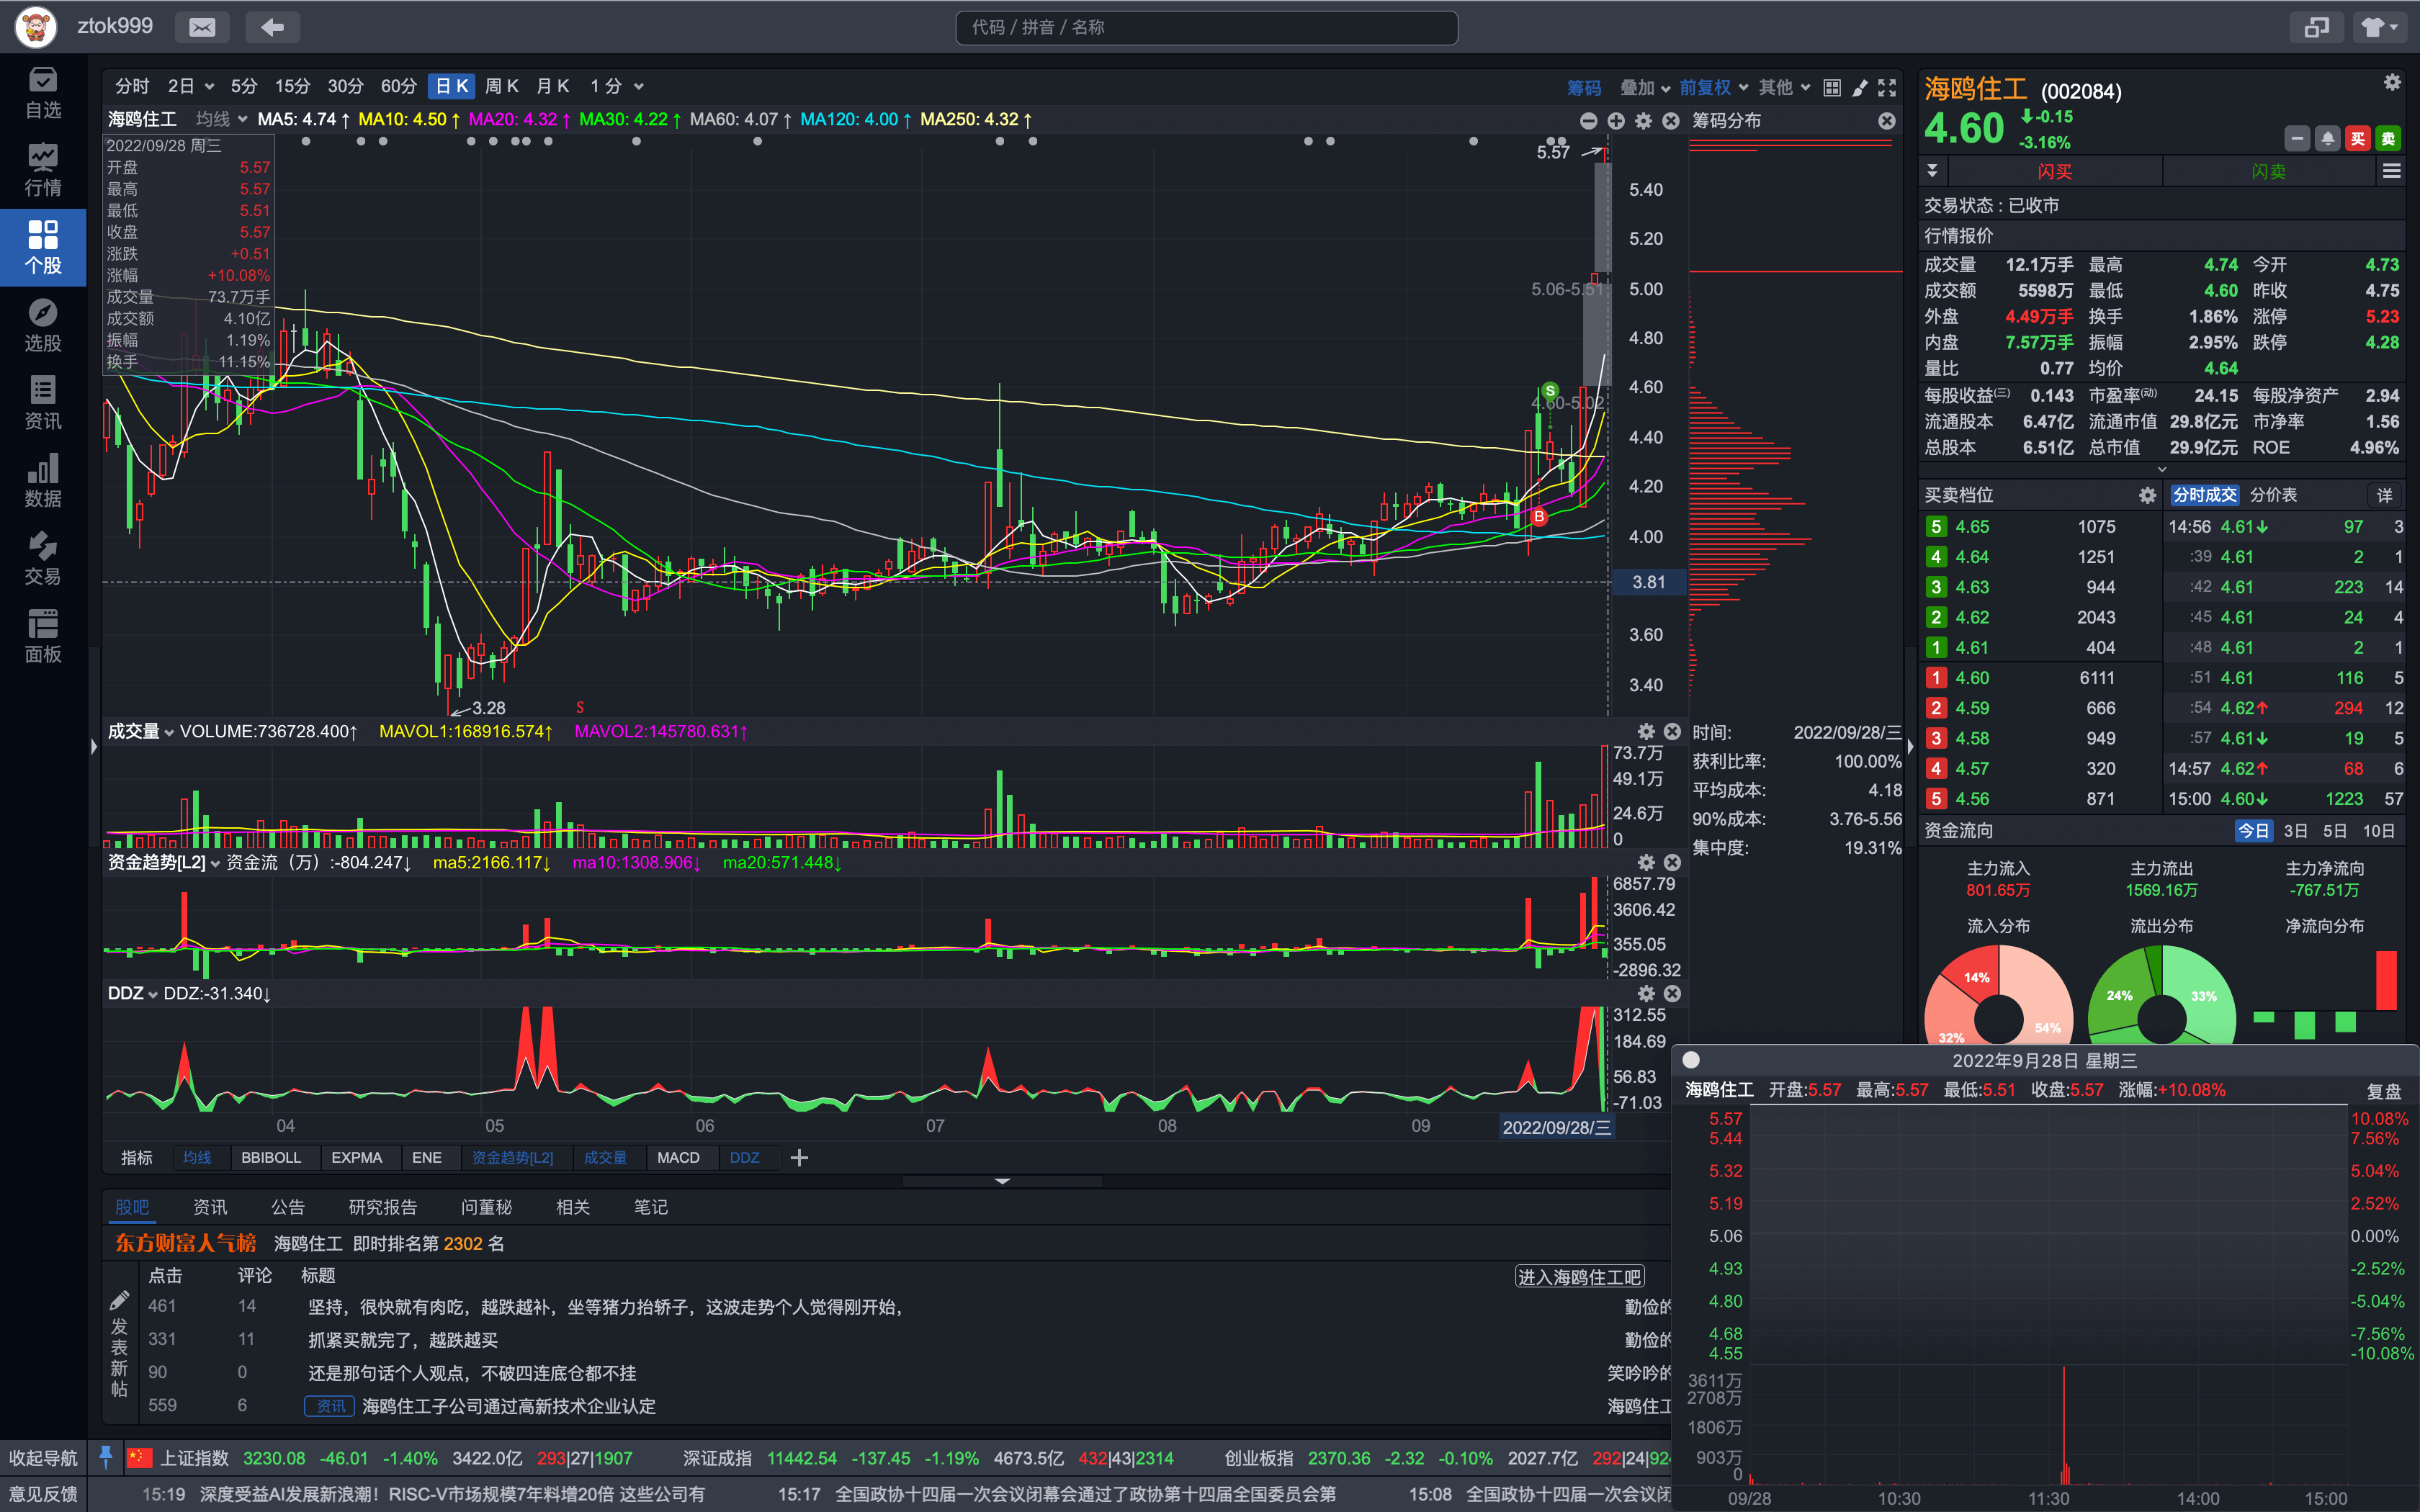 ztok999
代码 / 拼音 / 名称
自选
行情
个股
选股
资讯
数据
交易
面板
收起导航
意见反馈
分时 2日 5分 15分 30分 60分 日K 周K 月K 1分 筹码 叠加 前复权 其他
海鸥住工 均线 MA5: 4.74↑ MA10: 4.50↑ MA20: 4.32↑ MA30: 4.22↑ MA60: 4.07↑ MA120: 4.00↑ MA250: 4.32↑
筹码分布
2022/09/28 周三
开盘 5.57
最高 5.57
最低 5.51
收盘 5.57
涨跌 +0.51
涨幅 +10.08%
成交量 73.7万手
成交额 4.10亿
振幅 1.19%
换手 11.15%
5.57
5.06-5.51
4.60-5.02
S
B
3.28
S
5.40
5.20
5.00
4.80
4.60
4.40
4.20
4.00
3.81
3.60
3.40
成交量 VOLUME:736728.400↑ MAVOL1:168916.574↑ MAVOL2:145780.631↑
73.7万
49.1万
24.6万
0
资金趋势[L2] 资金流（万）:-804.247↓ ma5:2166.117↓ ma10:1308.906↓ ma20:571.448↓
6857.79
3606.42
355.05
-2896.32
DDZ DDZ:-31.340↓
312.55
184.69
56.83
-71.03
04 05 06 07 08 09 2022/09/28/三
指标 均线 BBIBOLL EXPMA ENE 资金趋势[L2] 成交量 MACD DDZ
时间: 2022/09/28/三
获利比率: 100.00%
平均成本: 4.18
90%成本: 3.76-5.56
集中度: 19.31%
股吧 资讯 公告 研究报告 问董秘 相关 笔记
东方财富人气榜 海鸥住工 即时排名第 2302 名
发表新帖
点击 评论 标题 进入海鸥住工吧
461 14 坚持，很快就有肉吃，越跌越补，坐等猪力抬轿子，这波走势个人觉得刚开始， 勤俭的
331 11 抓紧买就完了，越跌越买 勤俭的
90 0 还是那句话个人观点，不破四连底仓都不挂 笑吟吟的
559 6 资讯 海鸥住工子公司通过高新技术企业认定 海鸥住工
海鸥住工 (002084)
4.60 -0.15
-3.16%
买 卖
闪买 闪卖
交易状态：已收市
行情报价
成交量 12.1万手 最高 4.74 今开 4.73
成交额 5598万 最低 4.60 昨收 4.75
外盘 4.49万手 换手 1.86% 涨停 5.23
内盘 7.57万手 振幅 2.95% 跌停 4.28
量比 0.77 均价 4.64
每股收益(三) 0.143 市盈率(动) 24.15 每股净资产 2.94
流通股本 6.47亿 流通市值 29.8亿元 市净率 1.56
总股本 6.51亿 总市值 29.9亿元 ROE 4.96%
买卖档位 分时成交 分价表 详
5 4.65 1075 14:56 4.61↓ 97 3
4 4.64 1251 :39 4.61 2 1
3 4.63 944 :42 4.61 223 14
2 4.62 2043 :45 4.61 24 4
1 4.61 404 :48 4.61 2 1
1 4.60 6111 :51 4.61 116 5
2 4.59 666 :54 4.62↑ 294 12
3 4.58 949 :57 4.61↓ 19 5
4 4.57 320 14:57 4.62↑ 68 6
5 4.56 871 15:00 4.60↓ 1223 57
资金流向 今日 3日 5日 10日
主力流入 主力流出 主力净流向
801.65万 1569.16万 -767.51万
流入分布 流出分布 净流向分布
14% 32% 54%
24% 33%
2022年9月28日 星期三
海鸥住工 开盘:5.57 最高:5.57 最低:5.51 收盘:5.57 涨幅:+10.08% 复盘
5.57 10.08%
5.44 7.56%
5.32 5.04%
5.19 2.52%
5.06 0.00%
4.93 -2.52%
4.80 -5.04%
4.68 -7.56%
4.55 -10.08%
3611万
2708万
1806万
903万
0
09/28 10:30 11:30 14:00 15:00
上证指数 3230.08 -46.01 -1.40% 3422.0亿 293|27|1907 深证成指 11442.54 -137.45 -1.19% 4673.5亿 432|43|2314 创业板指 2370.36 -2.32 -0.10% 2027.7亿 292|24|924
15:19 深度受益AI发展新浪潮！RISC-V市场规模7年料增20倍 这些公司有 15:17 全国政协十四届一次会议闭幕会通过了政协第十四届全国委员会第 15:08 全国政协十四届一次会议闭